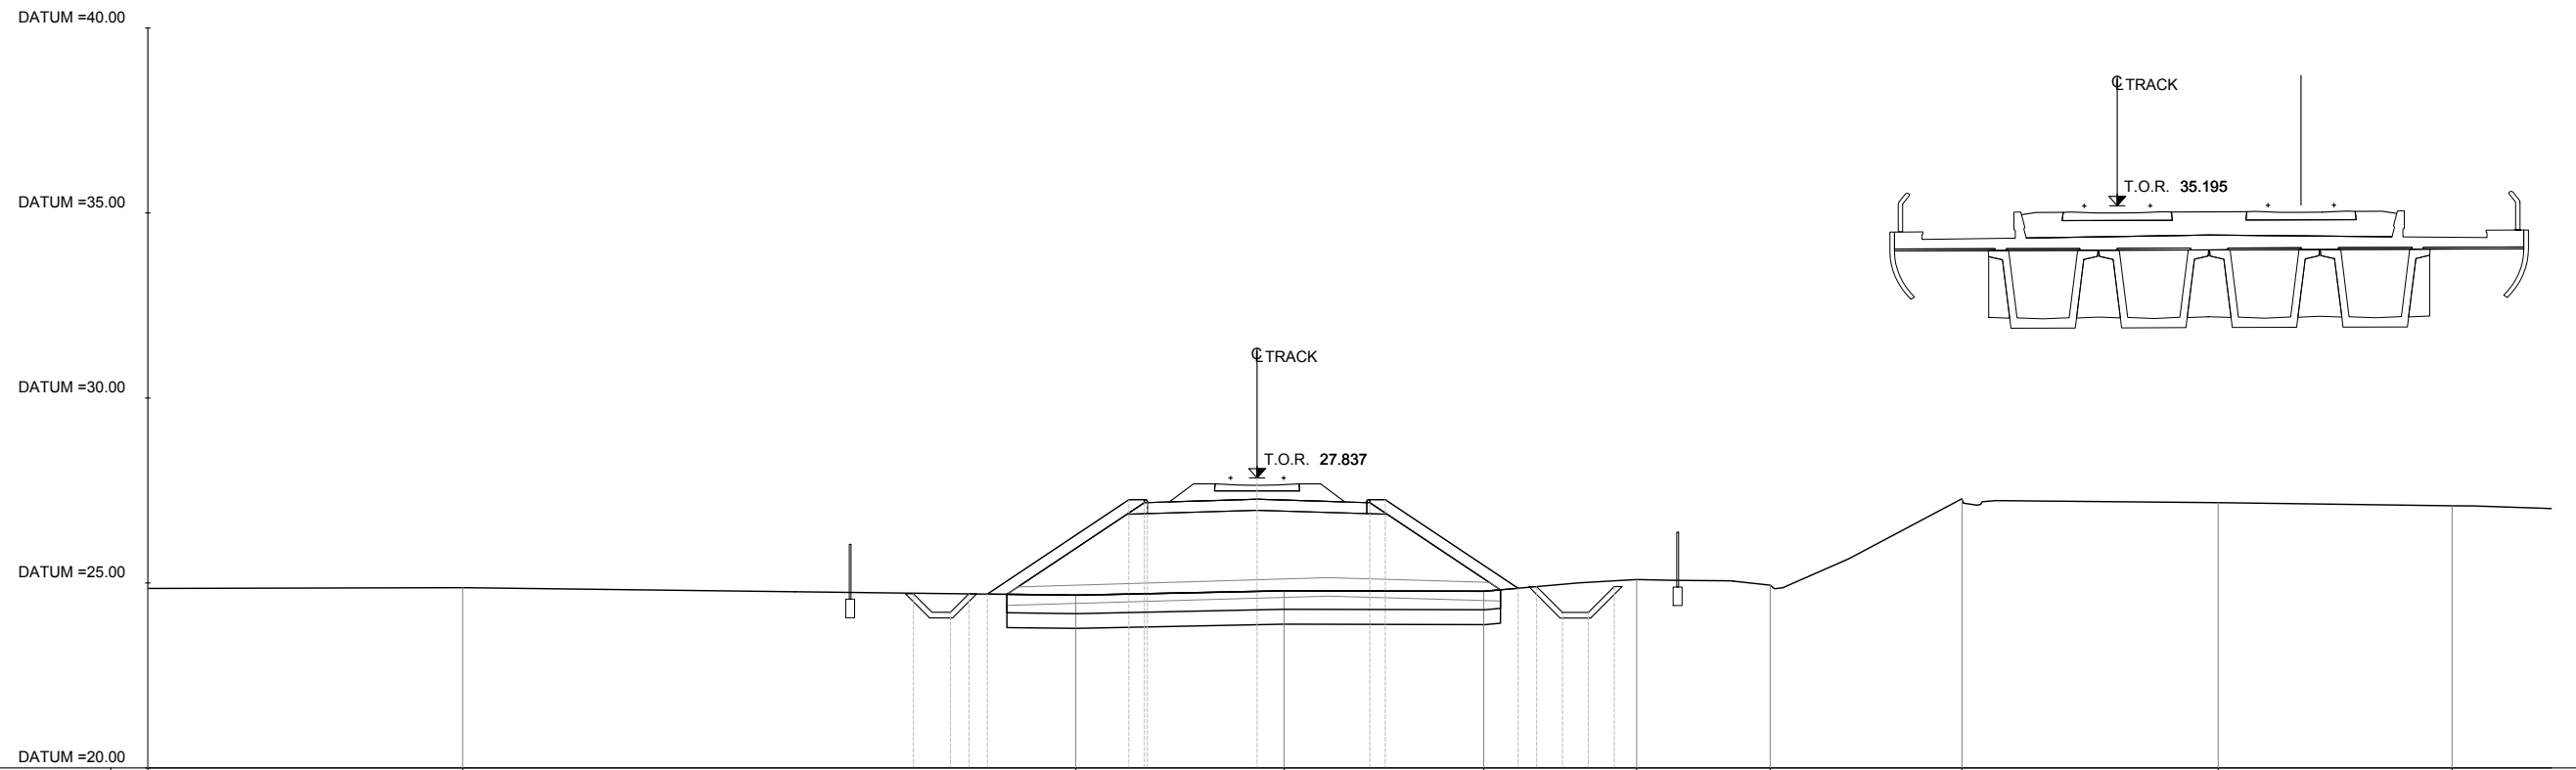 DATUM =40.00
℄ TRACK
T.O.R. 35.195
DATUM =35.00
℄ TRACK
DATUM =30.00
T.O.R. 27.837
DATUM =25.00
DATUM =20.00